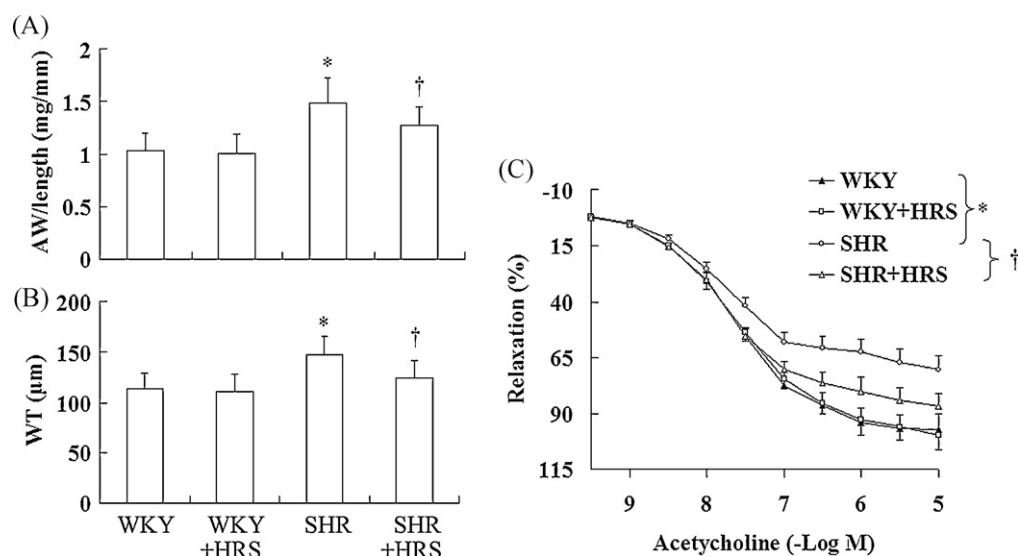 (A)
AW/length (mg/mm)
2
1.5
1
0.5
0
*
†
(B)
WT (µm)
200
150
100
50
0
*
†
WKY
WKY
+HRS
SHR
SHR
+HRS
(C)
WKY
WKY+HRS
SHR
SHR+HRS
*
†
Relaxation (%)
-10
15
40
65
90
115
9 8 7 6 5
Acetycholine (-Log M)